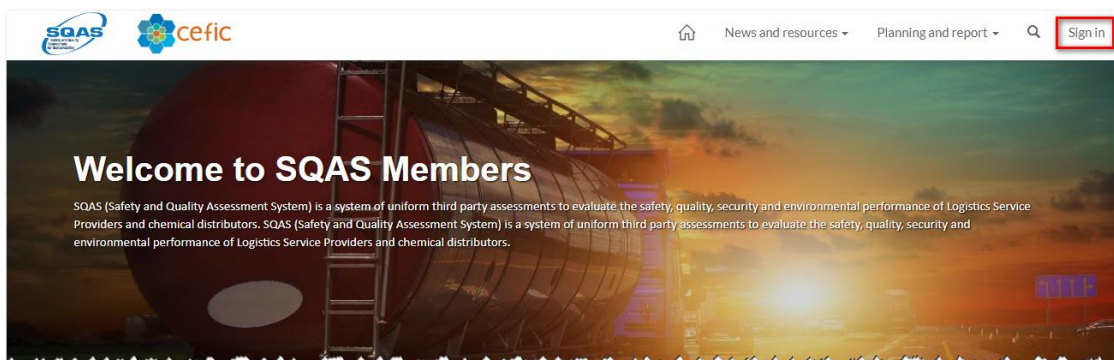 SQAS
cefic
News and resources
Planning and report
Sign in
Welcome to SQAS Members
SQAS (Safety and Quality Assessment System) is a system of uniform third party assessments to evaluate the safety, quality, security and environmental performance of Logistics Service
Providers and chemical distributors. SQAS (Safety and Quality Assessment System) is a system of uniform third party assessments to evaluate the safety, quality, security and
environmental performance of Logistics Service Providers and chemical distributors.